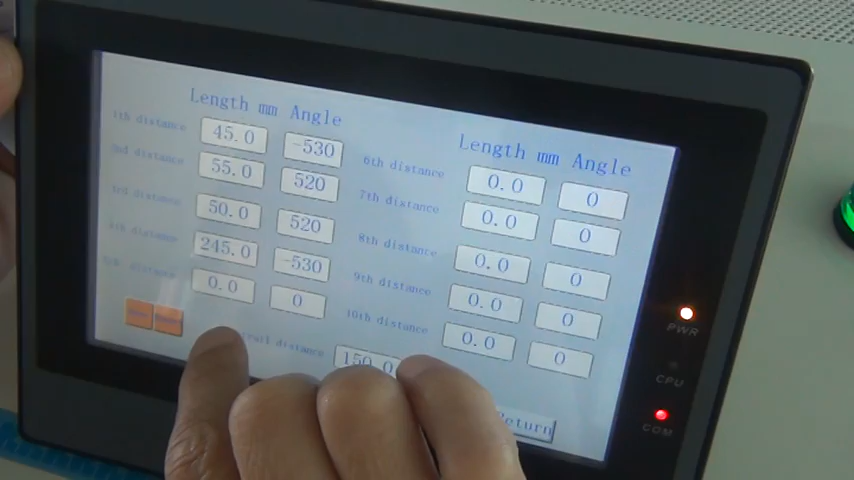 Length mm Angle
1th distance 45.0 -530
2nd distance 55.0 520
3rd distance 50.0 520
4th distance 245.0 -530
5th distance 0.0 0
Length mm Angle
6th distance 0.0 0
7th distance 0.0 0
8th distance 0.0 0
9th distance 0.0 0
10th distance 0.0 0
distance 150.0
Return
PWR
CPU
COM